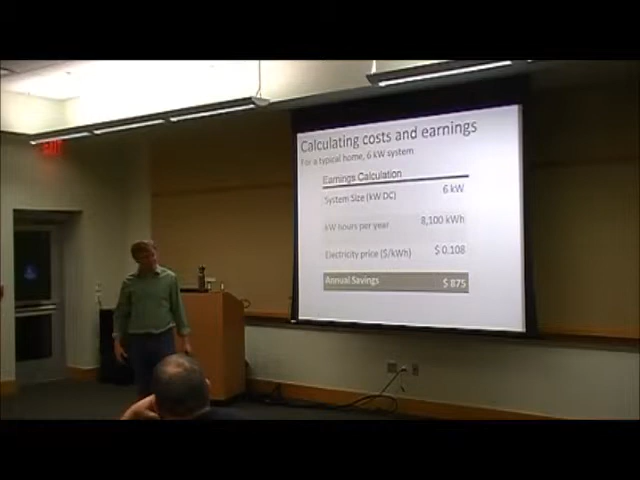 EXIT
Calculating costs and earnings
For a typical home, 6 kW system
Earnings Calculation
System Size (kW DC) 6 kW
kW hours per year 8,100 kWh
Electricity price ($/kWh) $ 0.108
Annual Savings $ 875